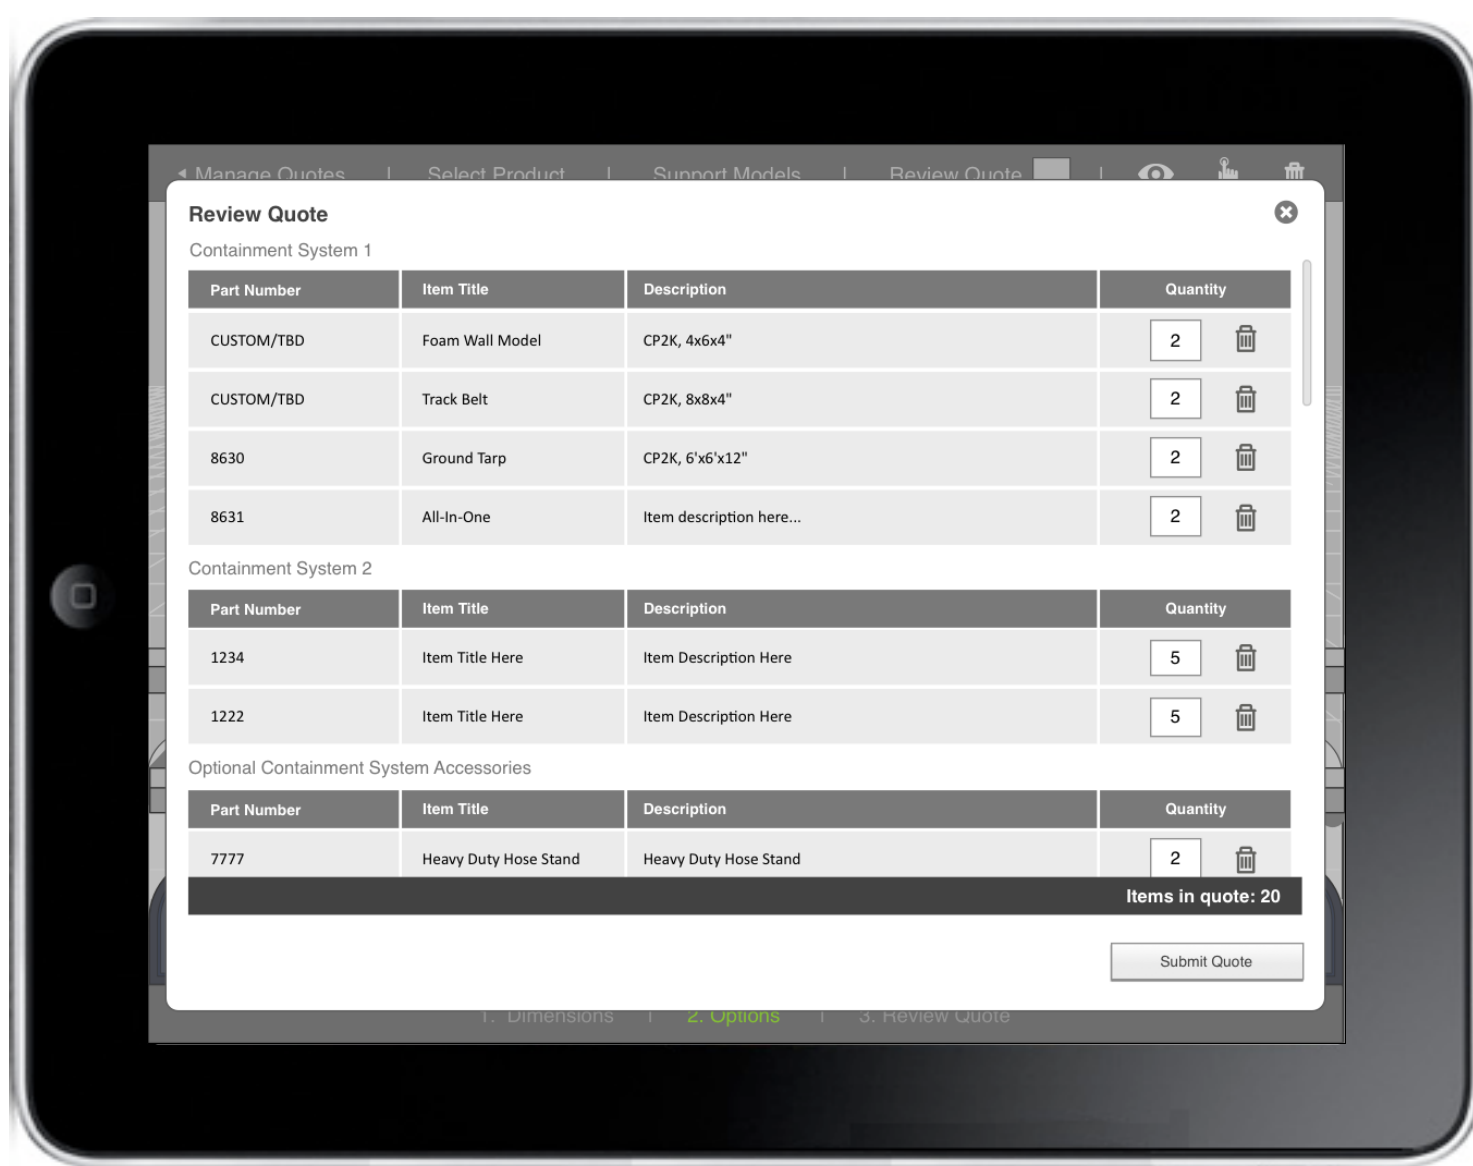 Manage Quotes | Select Product | Support Models | Review Quote |
Review Quote
Containment System 1
Part Number Item Title Description Quantity
CUSTOM/TBD Foam Wall Model CP2K, 4x6x4" 2
CUSTOM/TBD Track Belt CP2K, 8x8x4" 2
8630 Ground Tarp CP2K, 6'x6'x12" 2
8631 All-In-One Item description here... 2
Containment System 2
Part Number Item Title Description Quantity
1234 Item Title Here Item Description Here 5
1222 Item Title Here Item Description Here 5
Optional Containment System Accessories
Part Number Item Title Description Quantity
7777 Heavy Duty Hose Stand Heavy Duty Hose Stand 2
Items in quote: 20
Submit Quote
1. Dimensions | 2. Options | 3. Review Quote